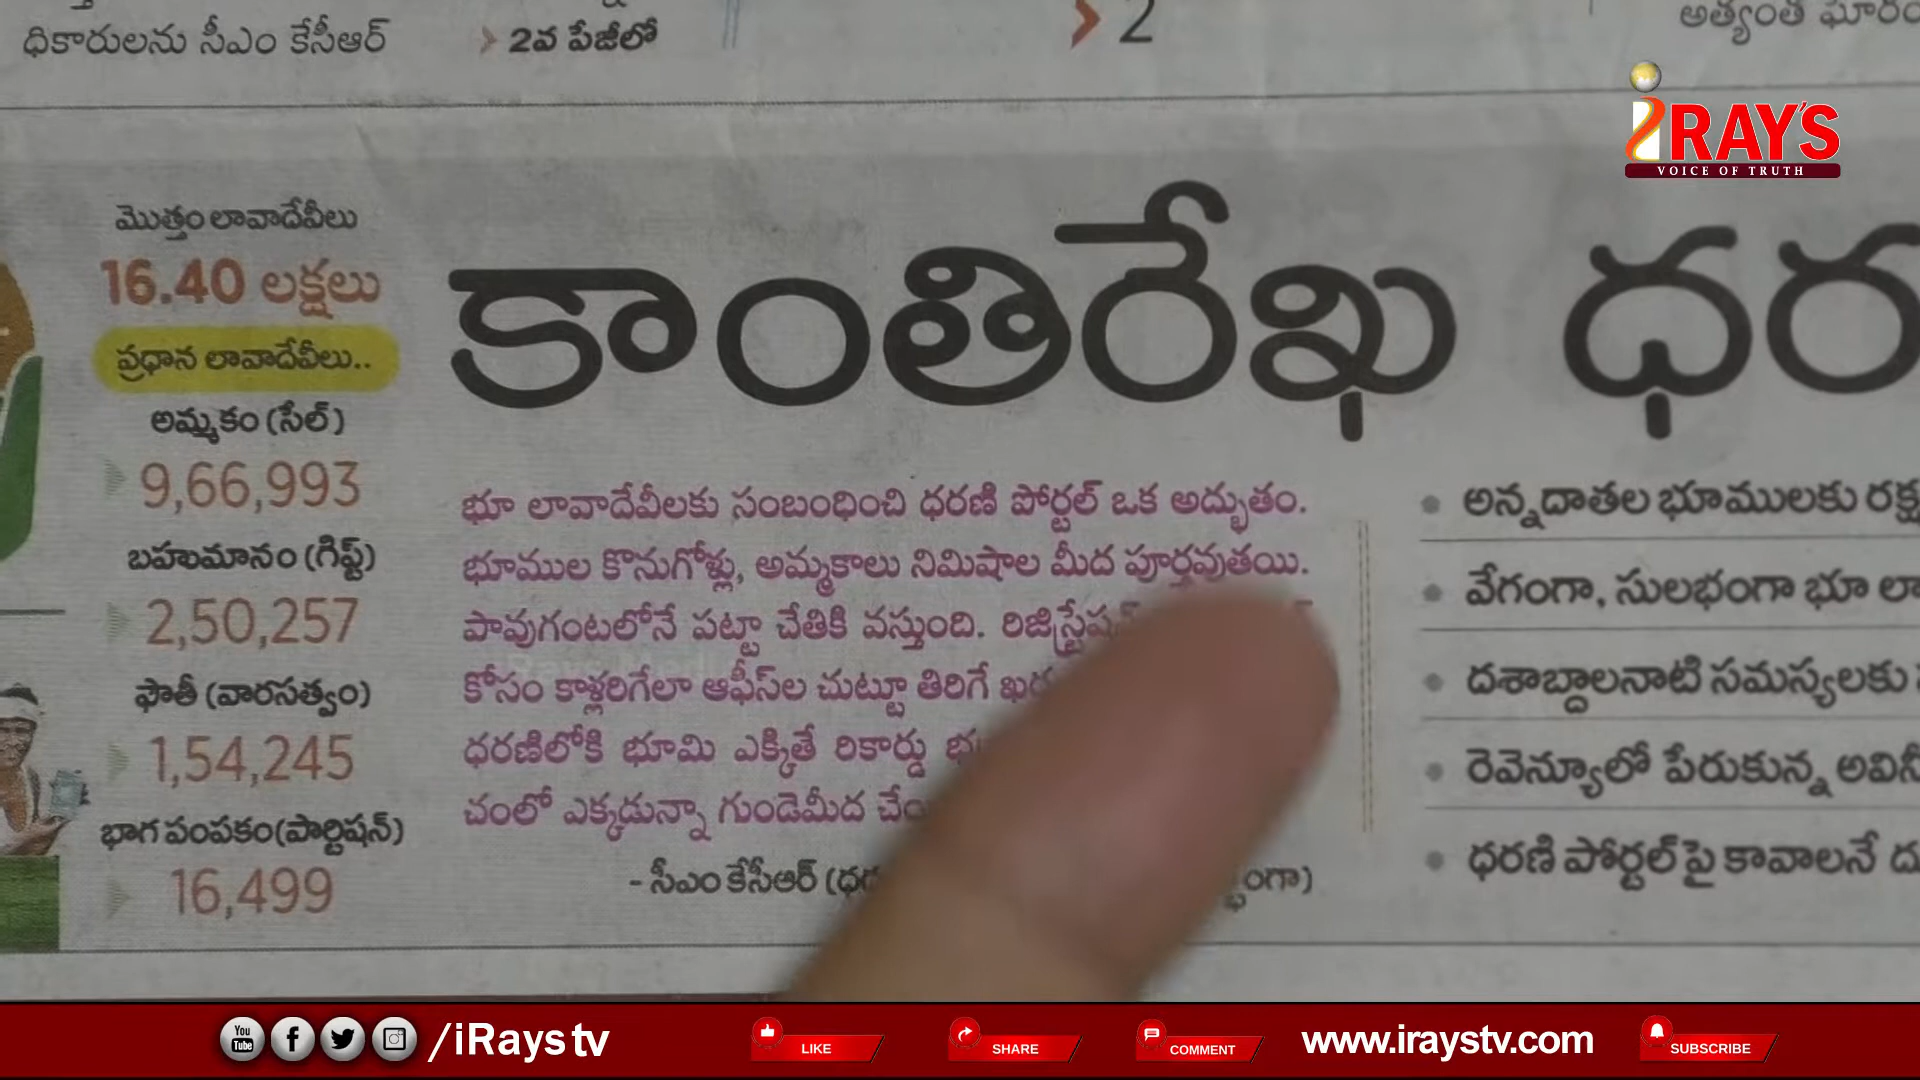 ధికారులను సీఎం కేసీఆర్
2వ పేజీలో
2
అత్యంత
iRAY'S
VOICE OF TRUTH
మొత్తం లావాదేవీలు
16.40 లక్షలు
ప్రధాన లావాదేవీలు..
అమ్మకం (సేల్)
9,66,993
బహుమానం (గిఫ్ట్)
2,50,257
ఫౌతీ (వారసత్వం)
1,54,245
భాగ పంపకం(పార్టిషన్)
16,499
కాంతిరేఖ ధర
భూ లావాదేవీలకు సంబంధించి ధరణి పోర్టల్ ఒక అద్భుతం.
భూముల కొనుగోళ్లు, అమ్మకాలు నిమిషాల మీద పూర్తవుతయి.
పావుగంటలోనే పట్టా చేతికి వస్తుంది.
కోసం కాళ్లరిగేలా ఆఫీస్‌ల చుట్టూ తిరిగే
ధరణిలోకి భూమి ఎక్కితే రికార్డు
చంలో ఎక్కడున్నా గుండెమీద
- సీఎం కేసీఆర్
అన్నదాతల భూములకు
వేగంగా, సులభంగా భూ
దశాబ్దాలనాటి సమస్యలకు
రెవెన్యూలో పేరుకున్న
ధరణి పోర్టల్‌పై కావాలనే
You Tube
/iRays tv
LIKE
SHARE
COMMENT
www.iraystv.com
SUBSCRIBE